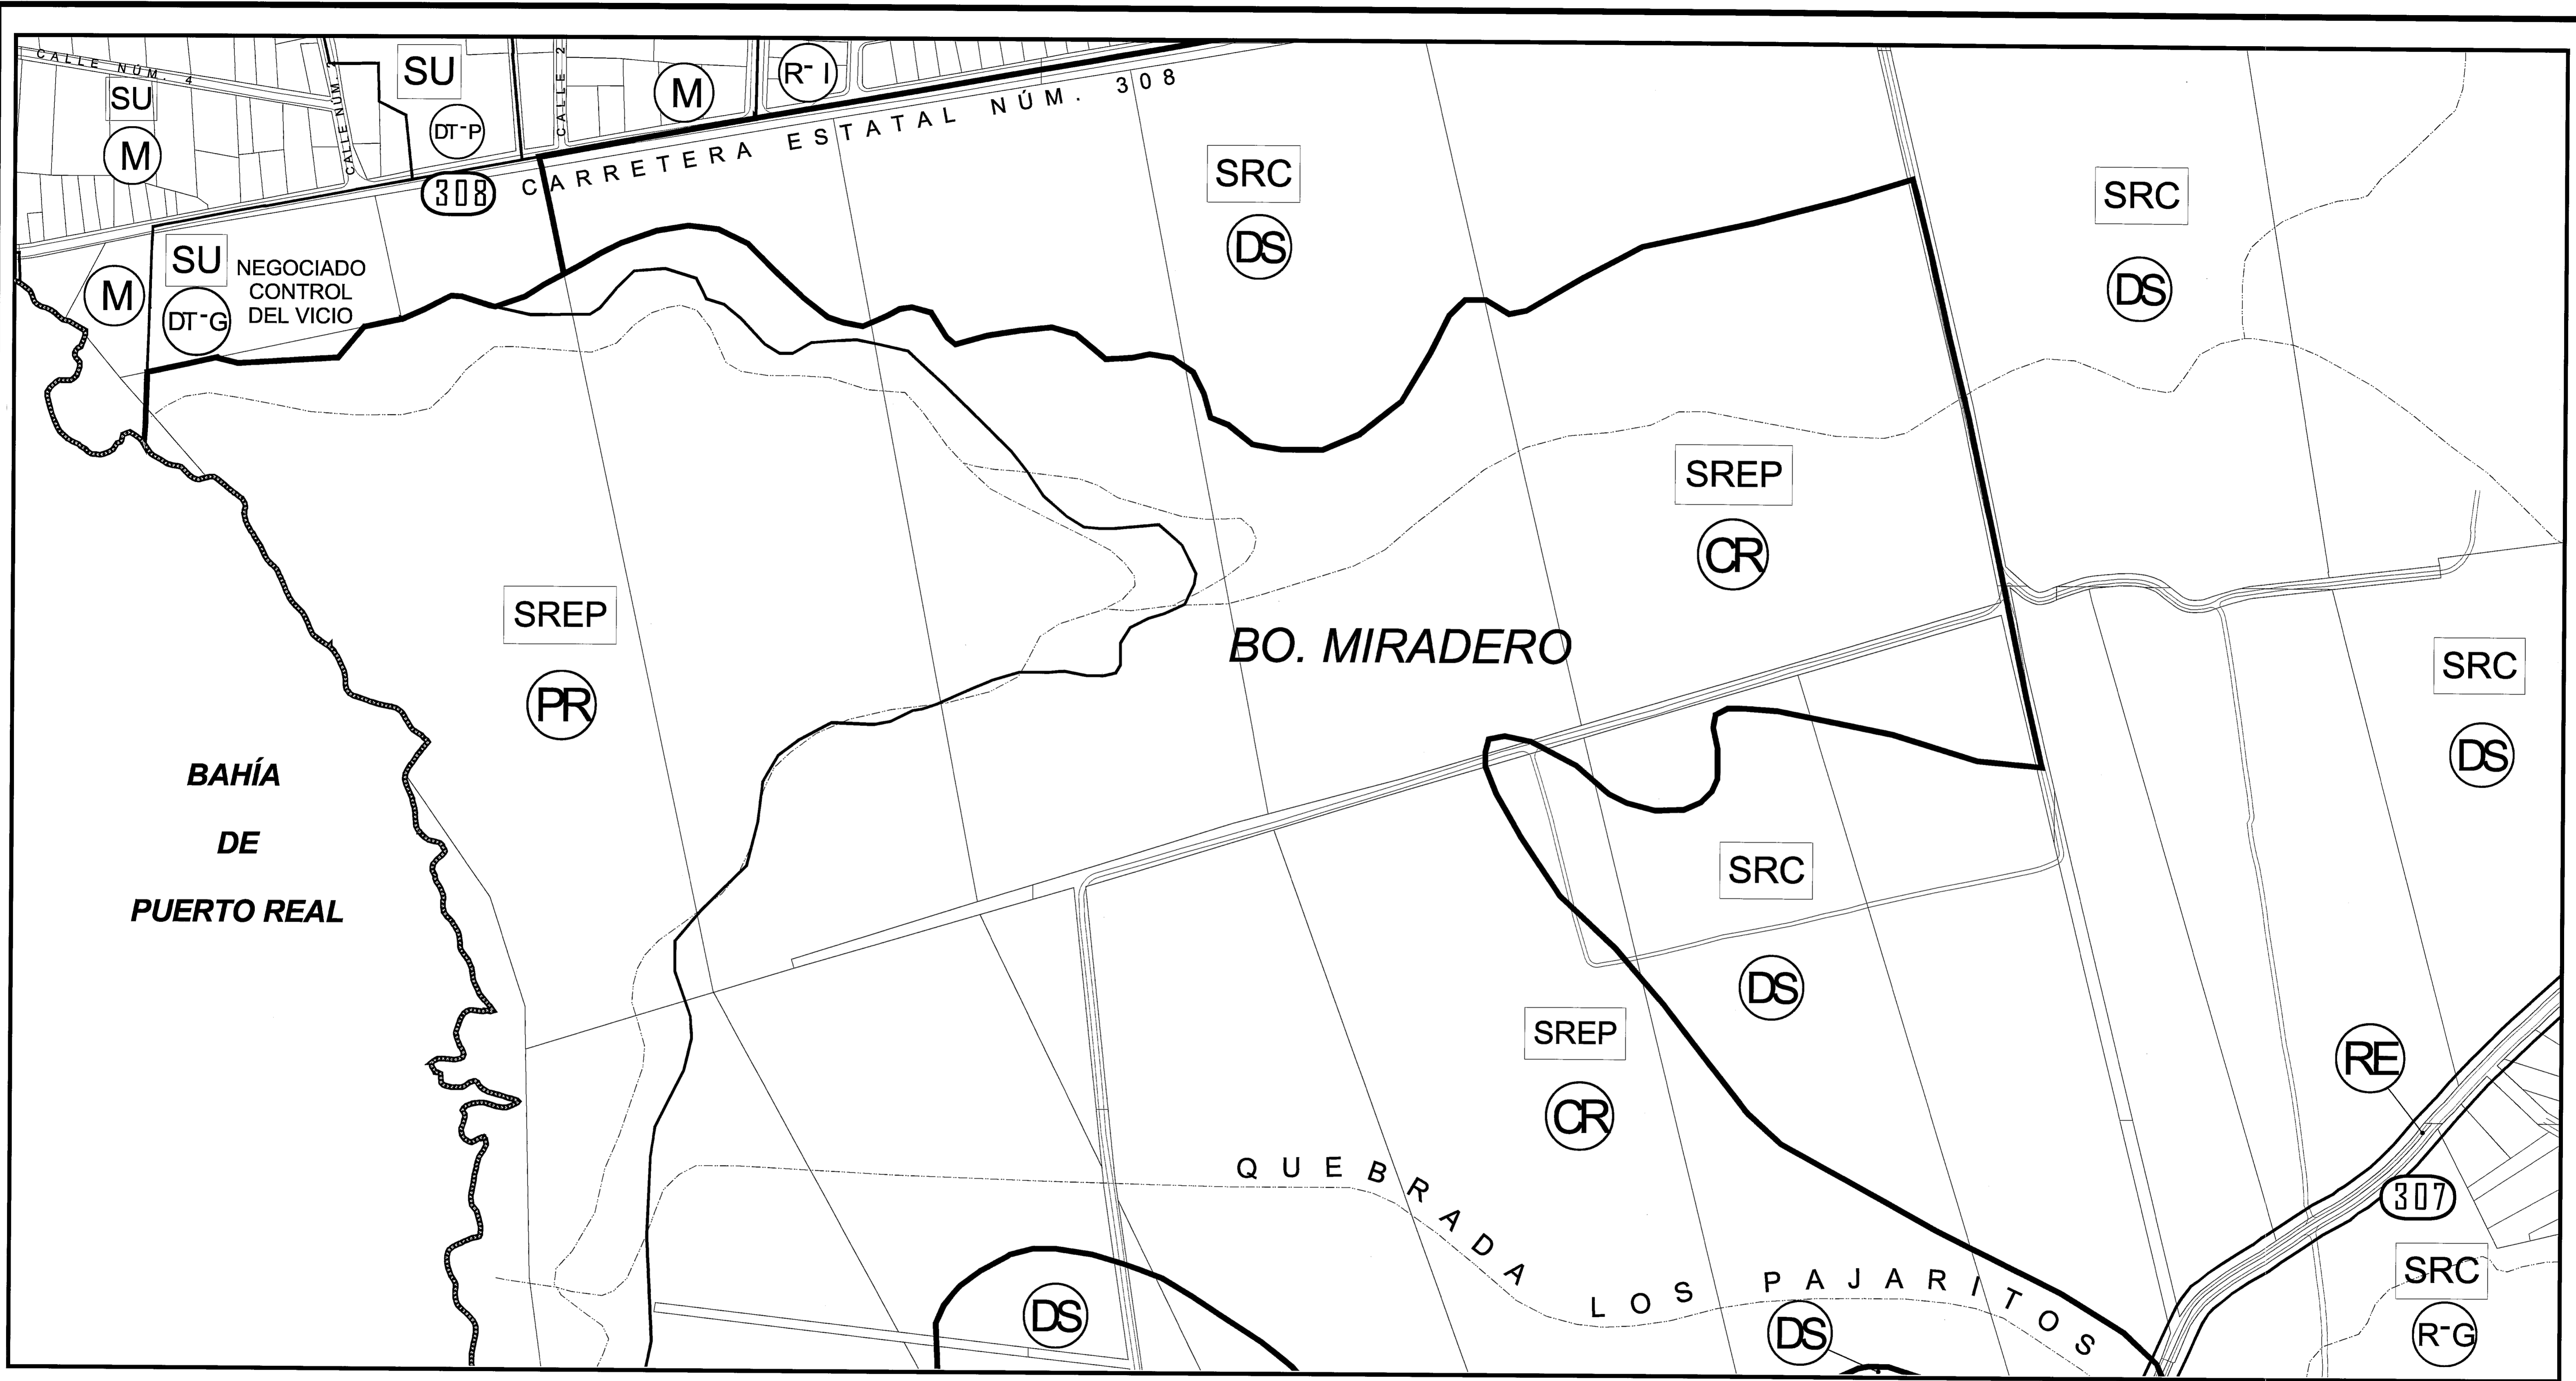 CALLE NÚM. 4
SU
M
CALLE NÚM. 2
SU
DT-P
CALLE 2
M
R-I
308
CARRETERA ESTATAL NÚM. 308
SU
NEGOCIADO
CONTROL
DEL VICIO
M
DT-G
SRC
DS
SRC
DS
SREP
CR
SREP
PR
BO. MIRADERO
SRC
DS
BAHÍA
DE
PUERTO REAL
SRC
DS
SREP
CR
RE
307
QUEBRADA LOS PAJARITOS
SRC
R-G
DS
DS